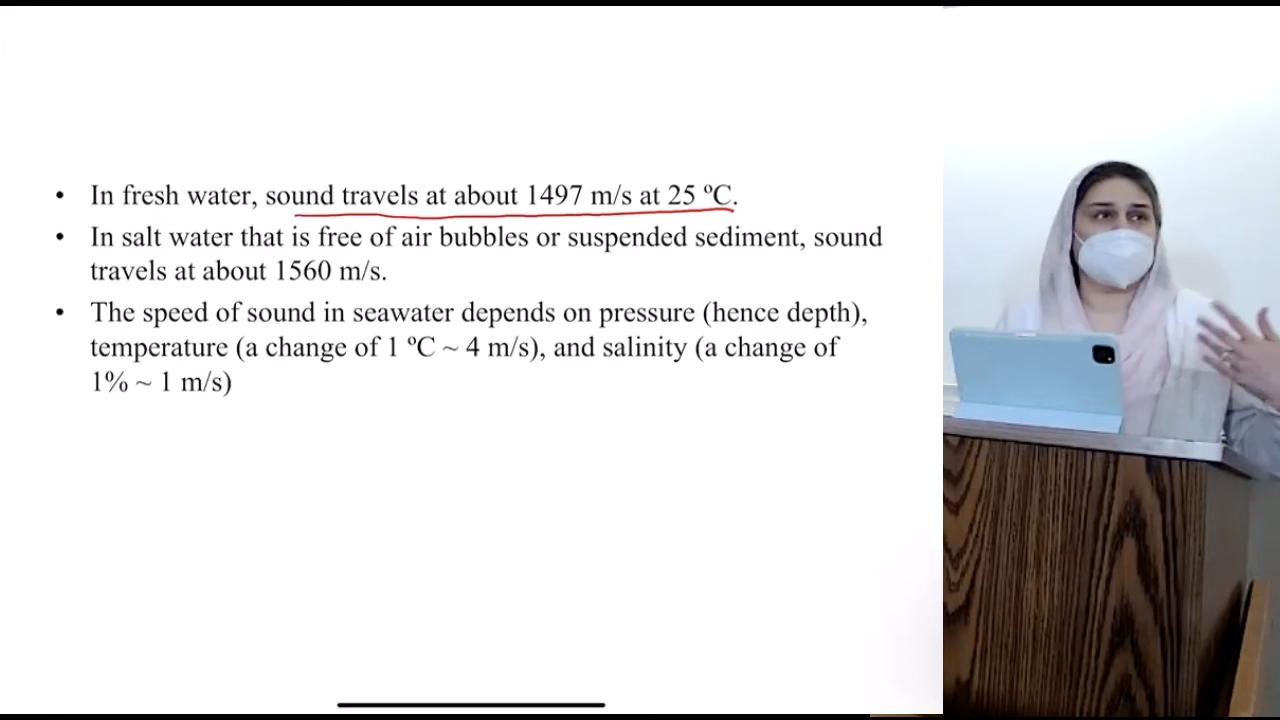 • In fresh water, sound travels at about 1497 m/s at 25 ºC.
• In salt water that is free of air bubbles or suspended sediment, sound
travels at about 1560 m/s.
• The speed of sound in seawater depends on pressure (hence depth),
temperature (a change of 1 ºC ~ 4 m/s), and salinity (a change of
1% ~ 1 m/s)